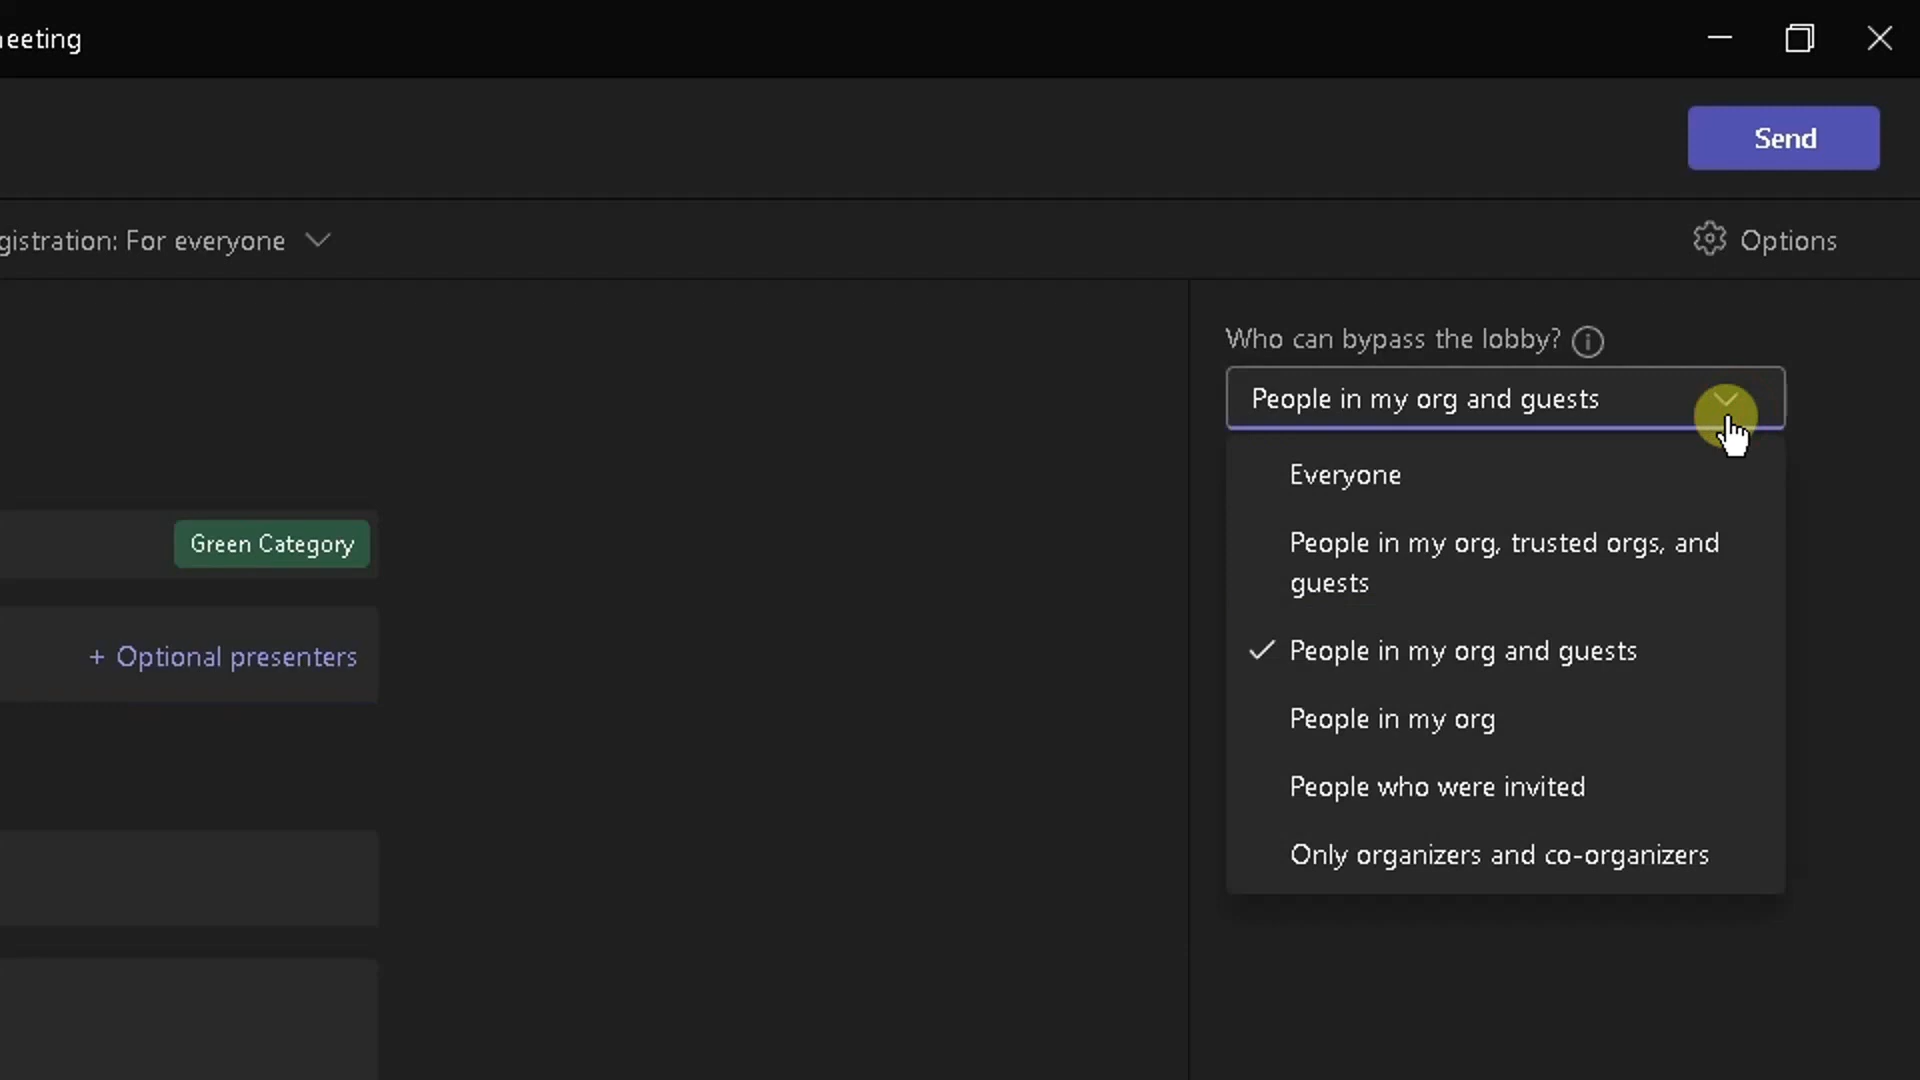 eeting
Send
gistration: For everyone
Options
Who can bypass the lobby?
People in my org and guests
Everyone
People in my org, trusted orgs, and
guests
Green Category
People in my org and guests
+ Optional presenters
People in my org
People who were invited
Only organizers and co-organizers